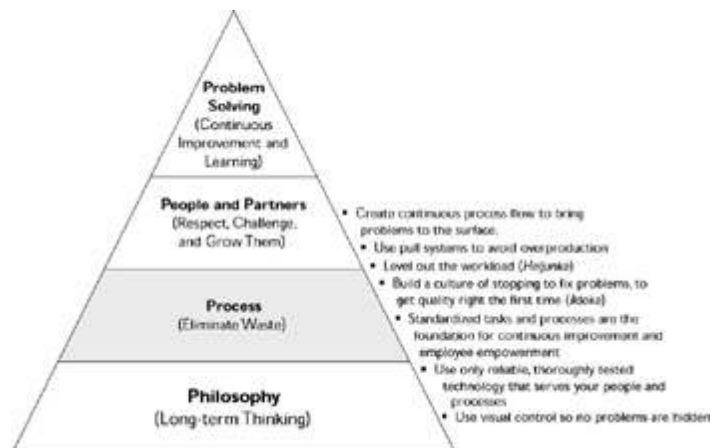 Problem
Solving
(Continuous
Improvement and
Learning)
People and Partners
(Respect, Challenge,
and Grow Them)
Process
(Eliminate Waste)
Philosophy
(Long-term Thinking)
▪ Create continuous process flow to bring
problems to the surface.
▪ Use pull systems to avoid overproduction
▪ Level out the workload (Heijunka)
▪ Build a culture of stopping to fix problems, to
get quality right the first time (Jidoka)
▪ Standardized tasks and processes are the
foundation for continuous improvement and
employee empowerment
▪ Use only reliable, thoroughly tested
technology that serves your people and
processes
▪ Use visual control so no problems are hidden